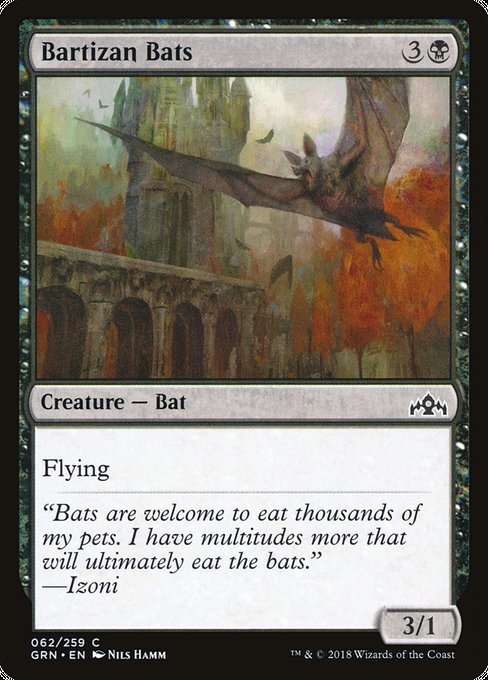 Bartizan Bats 3
Creature — Bat
Flying
“Bats are welcome to eat thousands of
my pets. I have multitudes more that
will ultimately eat the bats.”
—Izoni
3/1
062/259 C
GRN • EN Nils Hamm
™ & © 2018 Wizards of the Coast